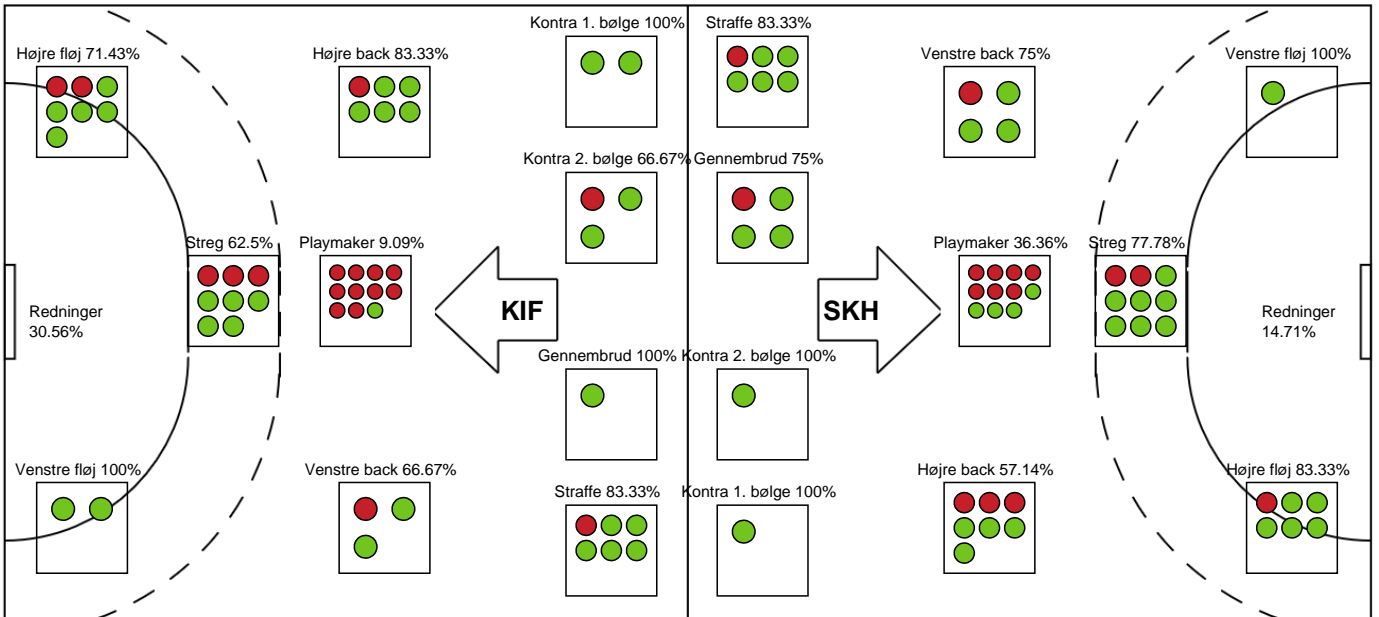 Kontra 1. bølge 100%
Straffe 83.33%
Højre fløj 71.43%
Højre back 83.33%
Venstre back 75%
Venstre fløj 100%
Kontra 2. bølge 66.67%
Gennembrud 75%
Streg 62.5%
Playmaker 9.09%
Playmaker 36.36%
Streg 77.78%
Redninger
30.56%
KIF
SKH
Redninger
14.71%
Gennembrud 100%
Kontra 2. bølge 100%
Venstre fløj 100%
Venstre back 66.67%
Højre back 57.14%
Højre fløj 83.33%
Straffe 83.33%
Kontra 1. bølge 100%